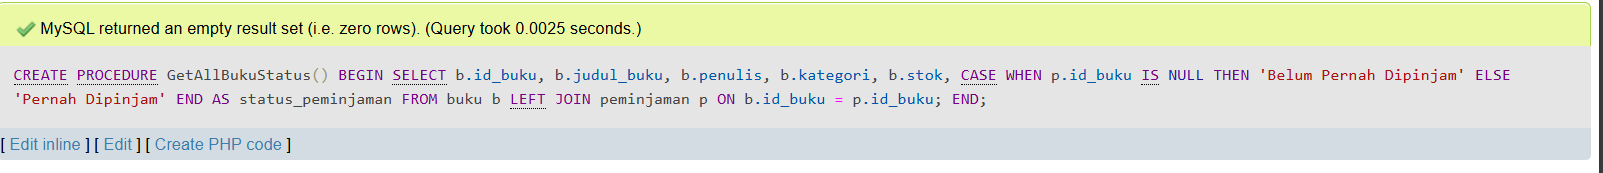 MySQL returned an empty result set (i.e. zero rows). (Query took 0.0025 seconds.)
CREATE PROCEDURE GetAllBukuStatus() BEGIN SELECT b.id_buku, b.judul_buku, b.penulis, b.kategori, b.stok, CASE WHEN p.id_buku IS NULL THEN 'Belum Pernah Dipinjam' ELSE
'Pernah Dipinjam' END AS status_peminjaman FROM buku b LEFT JOIN peminjaman p ON b.id_buku = p.id_buku; END;
[ Edit inline ] [ Edit ] [ Create PHP code ]